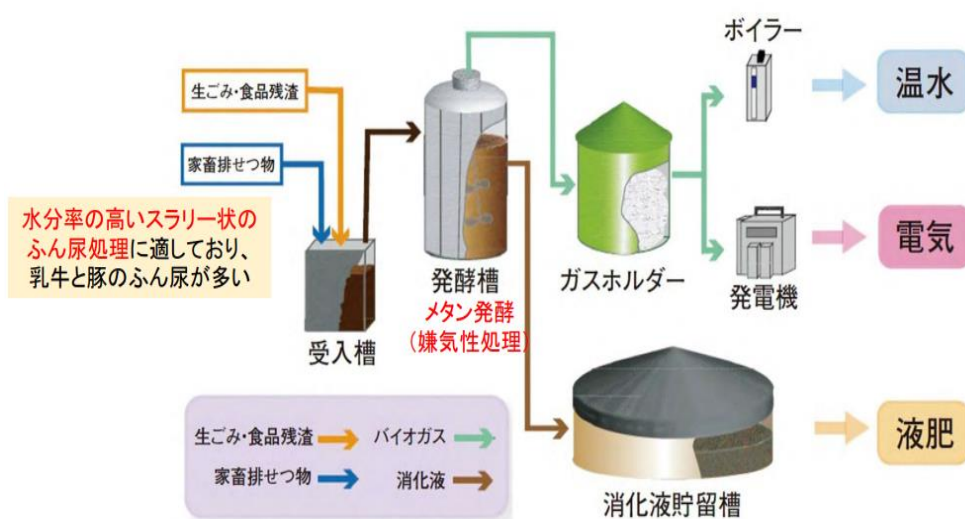 生ごみ・食品残渣
家畜排せつ物
水分率の高いスラリー状の
ふん尿処理に適しており、
乳牛と豚のふん尿が多い
受入槽
発酵槽
メタン発酵
(嫌気性処理)
ガスホルダー
ボイラー
温水
発電機
電気
消化液貯留槽
液肥
生ごみ・食品残渣
バイオガス
家畜排せつ物
消化液